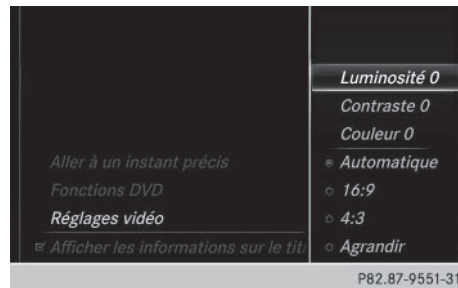 Luminosité 0
Contraste 0
Couleur 0
Automatique
16:9
4:3
Agrandir
Aller à un instant précis
Fonctions DVD
Réglages vidéo
Afficher les informations sur le tit
P82.87-9551-31